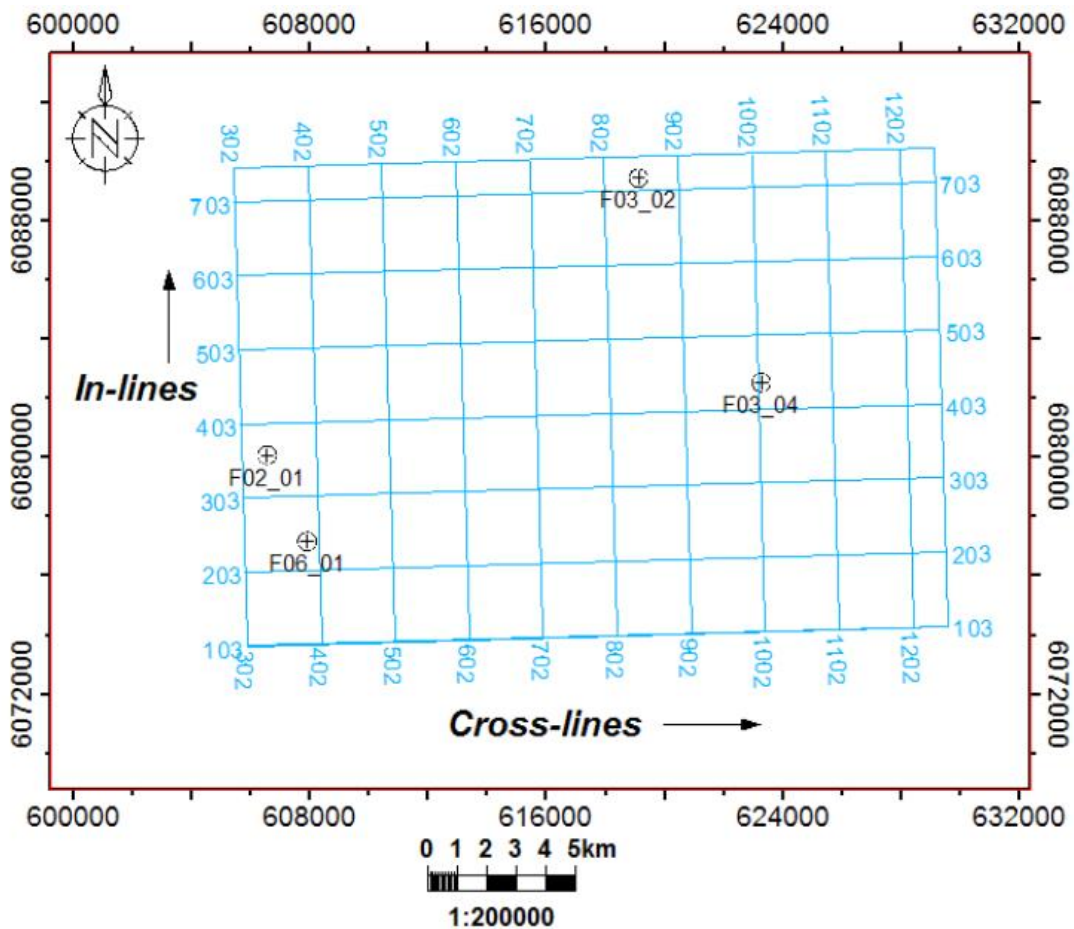 600000 608000 616000 624000 632000
N
302 402 502 602 702 802 902 1002 1102 1202
703 703
F03_02
6088000 6088000
603 603
503 503
In-lines
F03_04
403 403
6080000 6080000
F02_01
303 303
F06_01
203 203
103 103
302 402 502 602 702 802 902 1002 1102 1202
6072000 6072000
Cross-lines
600000 608000 616000 624000 632000
0 1 2 3 4 5km
1:200000